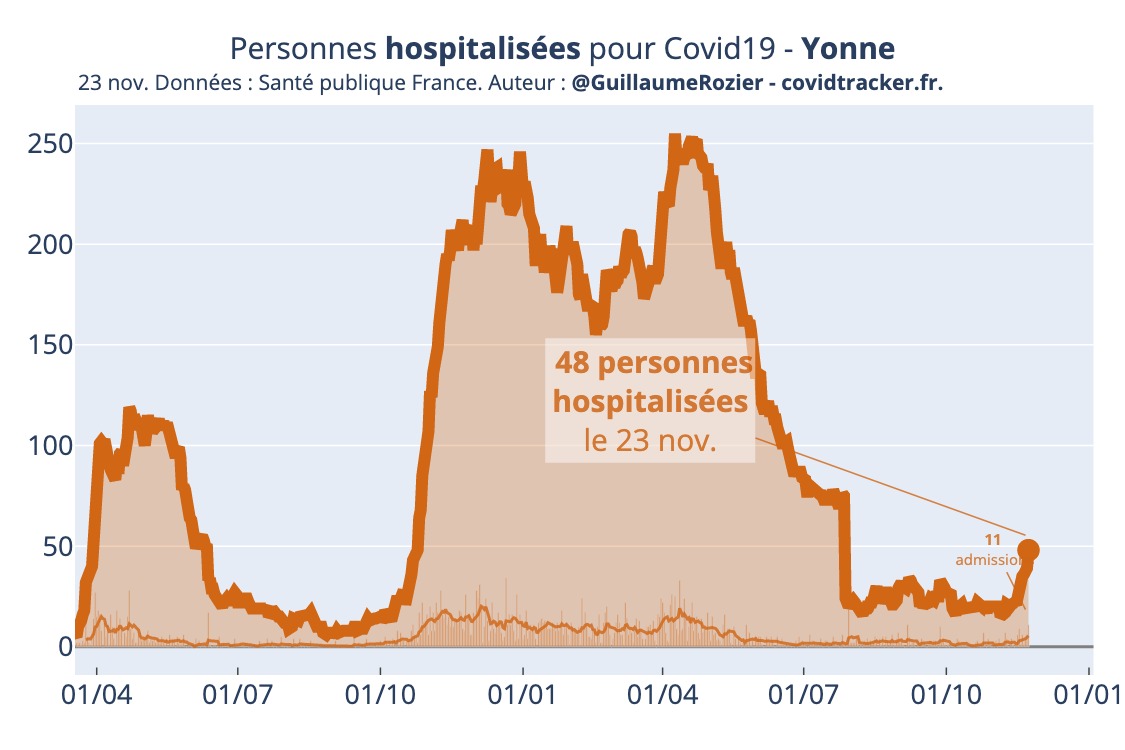 Personnes hospitalisées pour Covid19 - Yonne
23 nov. Données : Santé publique France. Auteur : @GuillaumeRozier - covidtracker.fr.
250
200
150
100
50
0
48 personnes
hospitalisées
le 23 nov.
11
admission
01/04 01/07 01/10 01/01 01/04 01/07 01/10 01/01